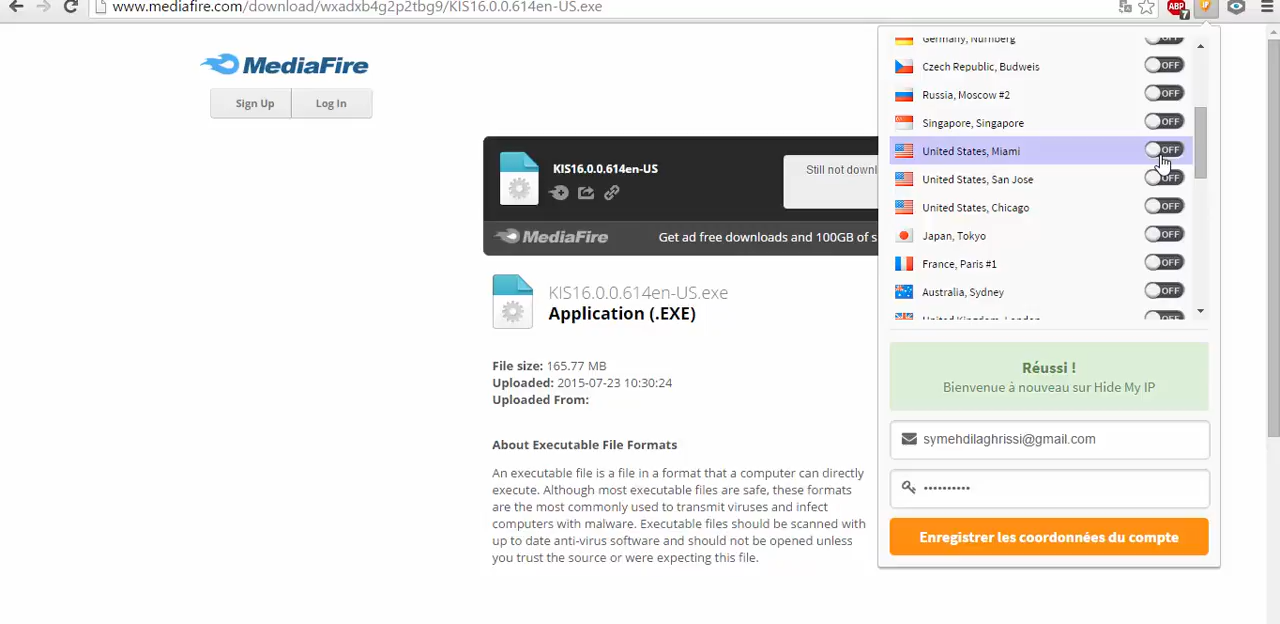 www.mediafire.com/download/wxadxb4g2p2tbg9/KIS16.0.0.614en-US.exe
ABP
7
IP
MediaFire
Sign Up
Log In
KIS16.0.0.614en-US
Still not downl
MediaFire
Get ad free downloads and 100GB of s
KIS16.0.0.614en-US.exe
Application (.EXE)
File size: 165.77 MB
Uploaded: 2015-07-23 10:30:24
Uploaded From:
About Executable File Formats
An executable file is a file in a format that a computer can directly
execute. Although most executable files are safe, these formats
are the most commonly used to transmit viruses and infect
computers with malware. Executable files should be scanned with
up to date anti-virus software and should not be opened unless
you trust the source or were expecting this file.
Germany, Nurnberg OFF
Czech Republic, Budweis OFF
Russia, Moscow #2 OFF
Singapore, Singapore OFF
United States, Miami OFF
United States, San Jose OFF
United States, Chicago OFF
Japan, Tokyo OFF
France, Paris #1 OFF
Australia, Sydney OFF
United Kingdom, London OFF
Réussi !
Bienvenue à nouveau sur Hide My IP
symehdilaghrissi@gmail.com
••••••••••
Enregistrer les coordonnées du compte